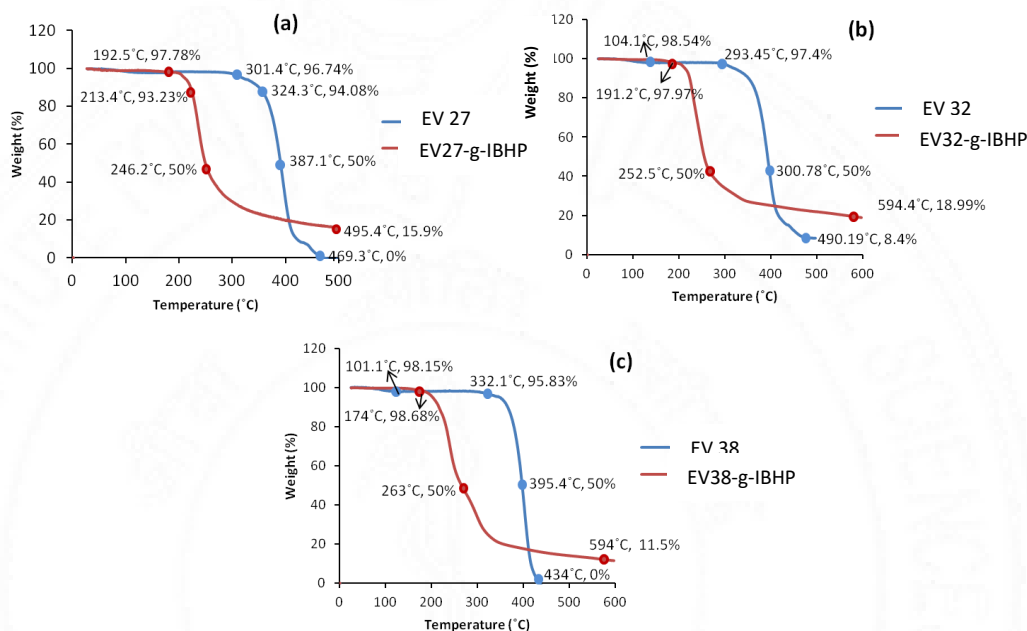 (a)
120
100
80
60
40
20
0
Weight (%)
0 100 200 300 400 500
Temperature (˚C)
192.5˚C, 97.78%
213.4˚C, 93.23%
246.2˚C, 50%
301.4˚C, 96.74%
324.3˚C, 94.08%
387.1˚C, 50%
495.4˚C, 15.9%
469.3˚C, 0%
EV 27
EV27-g-IBHP
(b)
120
100
80
60
40
20
0
Weight (%)
0 100 200 300 400 500 600
Temperature (˚C)
104.1˚C, 98.54%
191.2˚C, 97.97%
293.45˚C, 97.4%
252.5˚C, 50%
300.78˚C, 50%
594.4˚C, 18.99%
490.19˚C, 8.4%
EV 32
EV32-g-IBHP
(c)
120
100
80
60
40
20
0
Weight (%)
0 100 200 300 400 500 600
Temperature (˚C)
101.1˚C, 98.15%
174˚C, 98.68%
332.1˚C, 95.83%
263˚C, 50%
395.4˚C, 50%
594˚C, 11.5%
434˚C, 0%
EV 38
EV38-g-IBHP